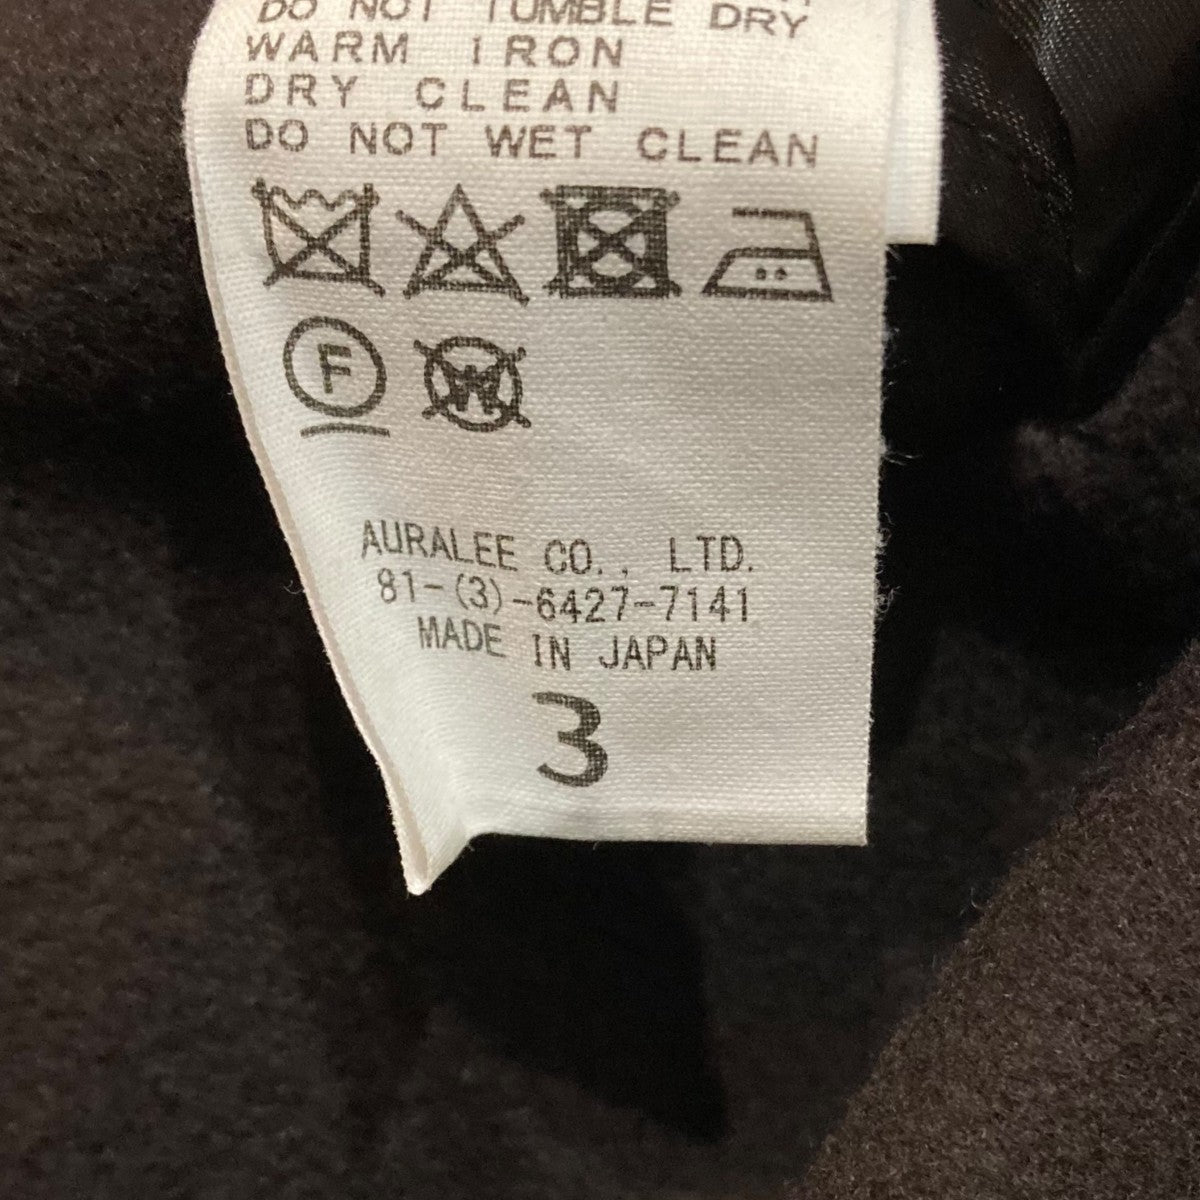 DO NOT TUMBLE DRY
WARM IRON
DRY CLEAN
DO NOT WET CLEAN
F
W
AURALEE CO., LTD.
81-(3)-6427-7141
MADE IN JAPAN
3